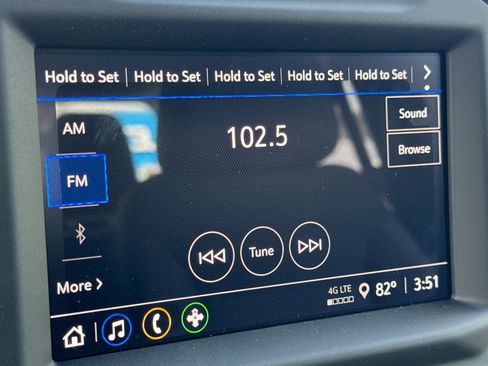 Hold to Set Hold to Set Hold to Set Hold to Set Hold to Set >
AM
102.5
Sound
FM
Browse
Tune
More >
4G LTE
82° 3:51